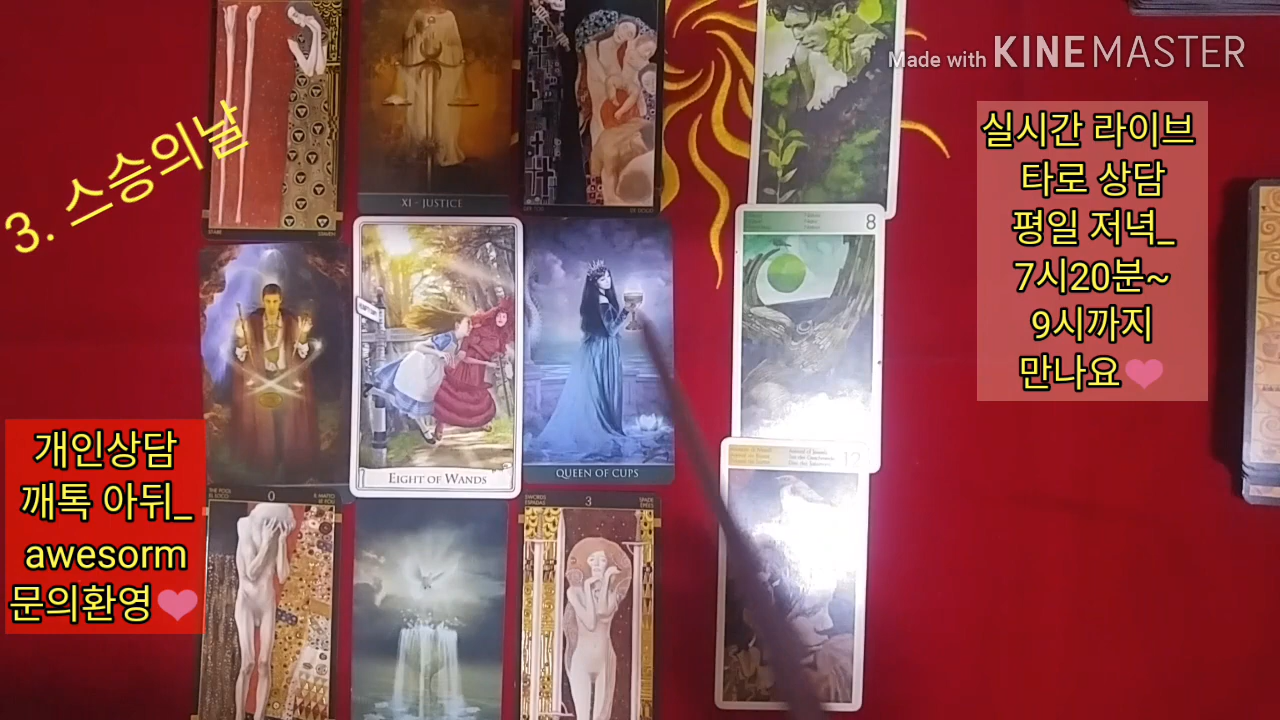 Made with KINEMASTER
3. 스승의날
실시간 라이브
타로 상담
평일 저녁_
7시20분~
9시까지
만나요
개인상담
깨톡 아뒤_
awesorm
문의환영
XI - JUSTICE
8
EIGHT OF WANDS
QUEEN OF CUPS
12
0
3